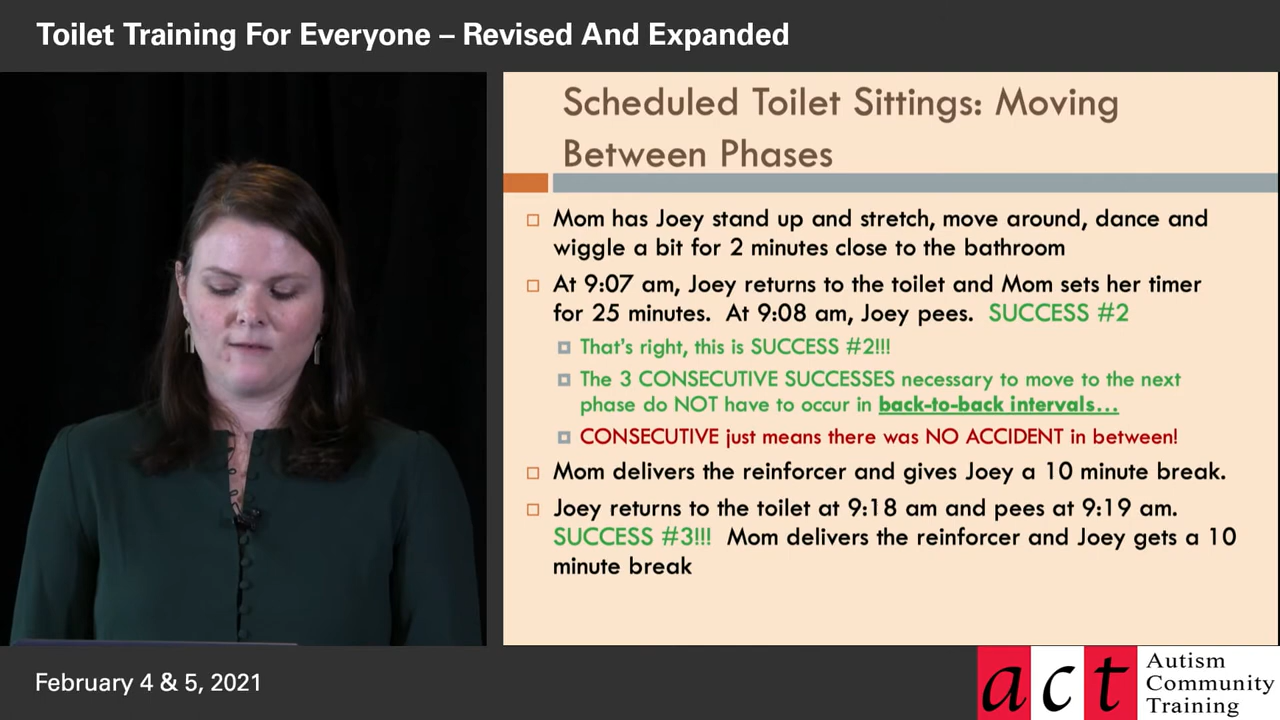 Toilet Training For Everyone – Revised And Expanded
Scheduled Toilet Sittings: Moving
Between Phases
Mom has Joey stand up and stretch, move around, dance and
wiggle a bit for 2 minutes close to the bathroom
At 9:07 am, Joey returns to the toilet and Mom sets her timer
for 25 minutes. At 9:08 am, Joey pees. SUCCESS #2
That's right, this is SUCCESS #2!!!
The 3 CONSECUTIVE SUCCESSES necessary to move to the next
phase do NOT have to occur in back-to-back intervals...
CONSECUTIVE just means there was NO ACCIDENT in between!
Mom delivers the reinforcer and gives Joey a 10 minute break.
Joey returns to the toilet at 9:18 am and pees at 9:19 am.
SUCCESS #3!!! Mom delivers the reinforcer and Joey gets a 10
minute break
February 4 & 5, 2021
act
Autism
Community
Training